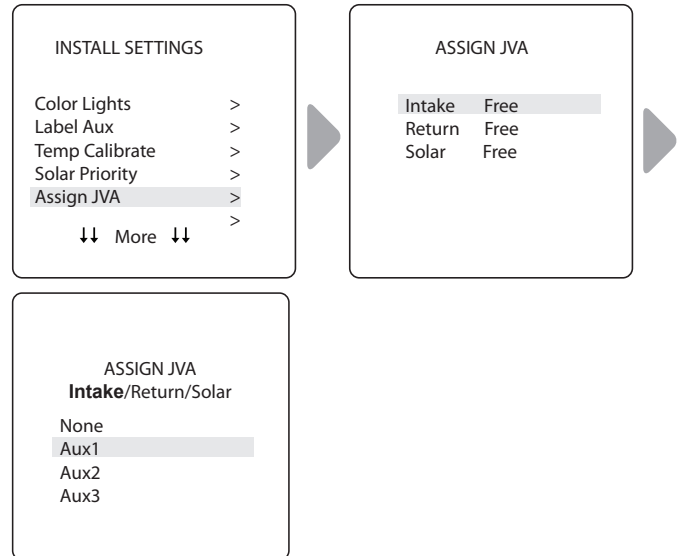 INSTALL SETTINGS
Color Lights >
Label Aux >
Temp Calibrate >
Solar Priority >
Assign JVA >
>
↓↓ More ↓↓
ASSIGN JVA
Intake Free
Return Free
Solar Free
ASSIGN JVA
Intake/Return/Solar
None
Aux1
Aux2
Aux3